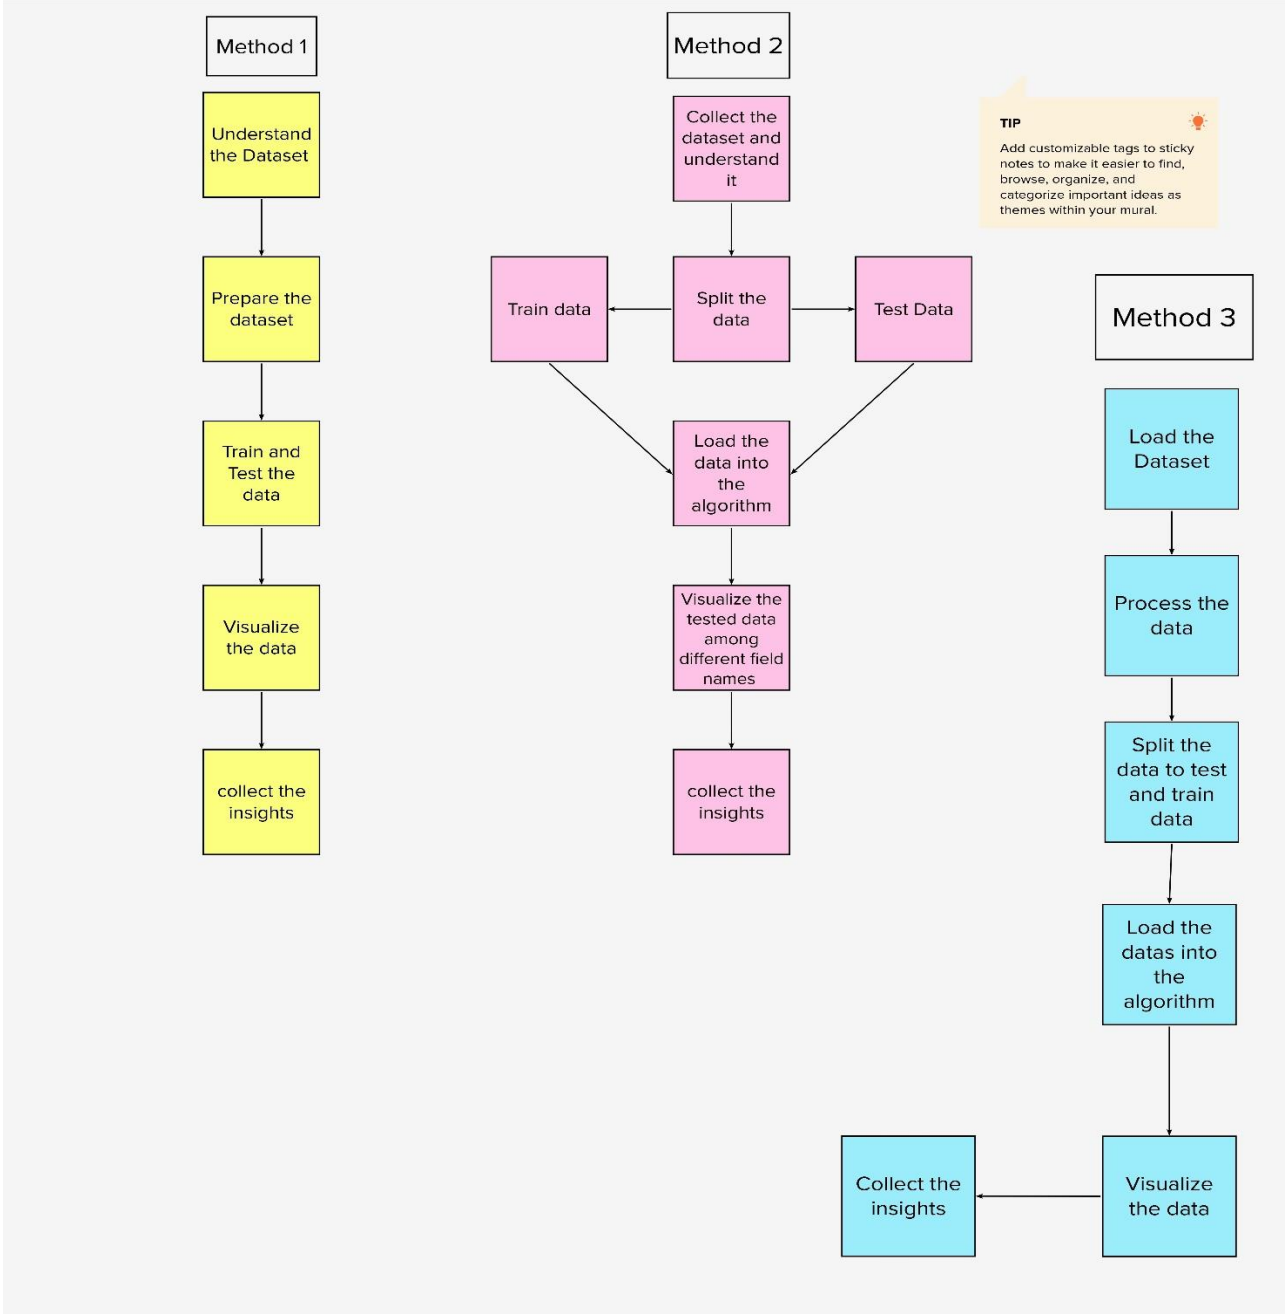 Method 1
Understand
the Dataset
Prepare the
dataset
Train and
Test the
data
Visualize
the data
collect the
insights
Method 2
Collect the
dataset and
understand
it
Train data
Split the
data
Test Data
Load the
data into
the
algorithm
Visualize the
tested data
among
different field
names
collect the
insights
TIP
Add customizable tags to sticky
notes to make it easier to find,
browse, organize, and
categorize important ideas as
themes within your mural.
Method 3
Load the
Dataset
Process the
data
Split the
data to test
and train
data
Load the
datas into
the
algorithm
Visualize
the data
Collect the
insights